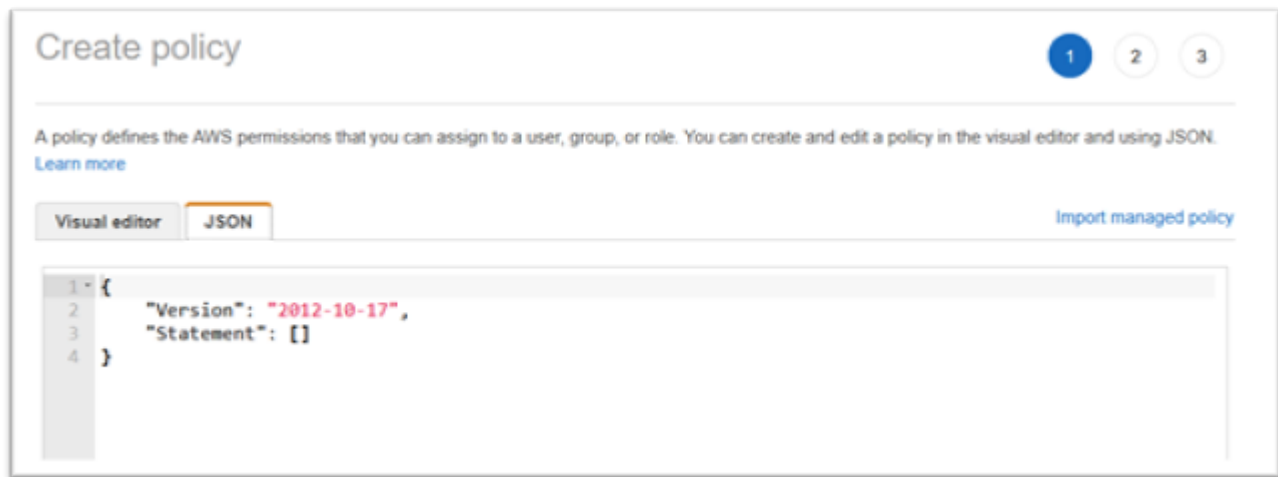 Create policy
1 2 3
A policy defines the AWS permissions that you can assign to a user, group, or role. You can create and edit a policy in the visual editor and using JSON.
Learn more
Visual editor JSON Import managed policy
1 {
2 "Version": "2012-10-17",
3 "Statement": []
4 }